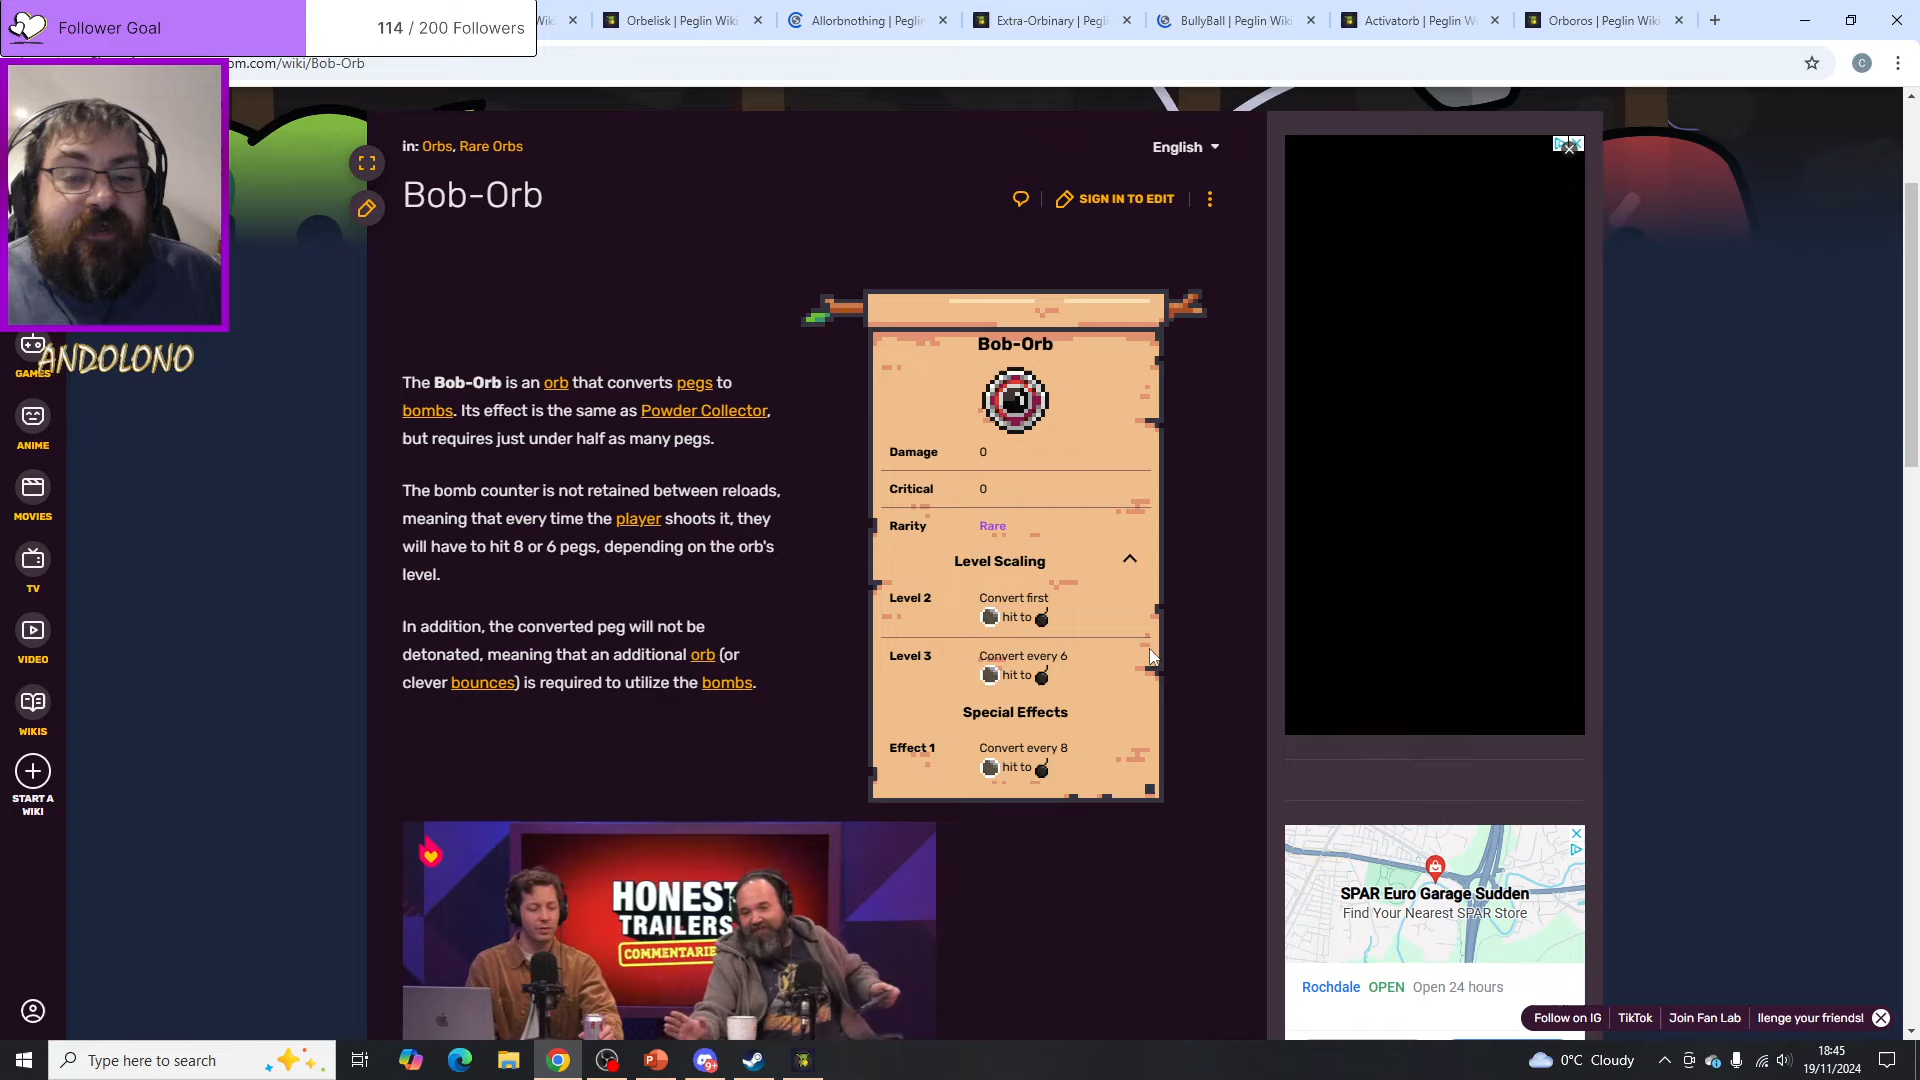 Follower Goal
114 / 200 Followers
Wiki
Orbelisk | Peglin Wiki
Allorbnothing | Peglin
Extra-Orbinary | Pegli
BullyBall | Peglin Wiki
Activatorb | Peglin W
Orboros | Peglin Wiki
om.com/wiki/Bob-Orb
C
ANDOLONO
GAMES
ANIME
MOVIES
TV
VIDEO
WIKIS
START A
WIKI
in: Orbs, Rare Orbs
English
Bob-Orb
SIGN IN TO EDIT
The Bob-Orb is an orb that converts pegs to
bombs. Its effect is the same as Powder Collector,
but requires just under half as many pegs.
The bomb counter is not retained between reloads,
meaning that every time the player shoots it, they
will have to hit 8 or 6 pegs, depending on the orb's
level.
In addition, the converted peg will not be
detonated, meaning that an additional orb (or
clever bounces) is required to utilize the bombs.
Bob-Orb
Damage 0
Critical 0
Rarity Rare
Level Scaling
Level 2 Convert first
hit to
Level 3 Convert every 6
hit to
Special Effects
Effect 1 Convert every 8
hit to
HONEST
TRAILERS
COMMENTARIE
SPAR Euro Garage Sudden
Find Your Nearest SPAR Store
Rochdale OPEN Open 24 hours
Follow on IG
TikTok
Join Fan Lab
llenge your friends!
Type here to search
9+
0°C Cloudy
18:45
19/11/2024